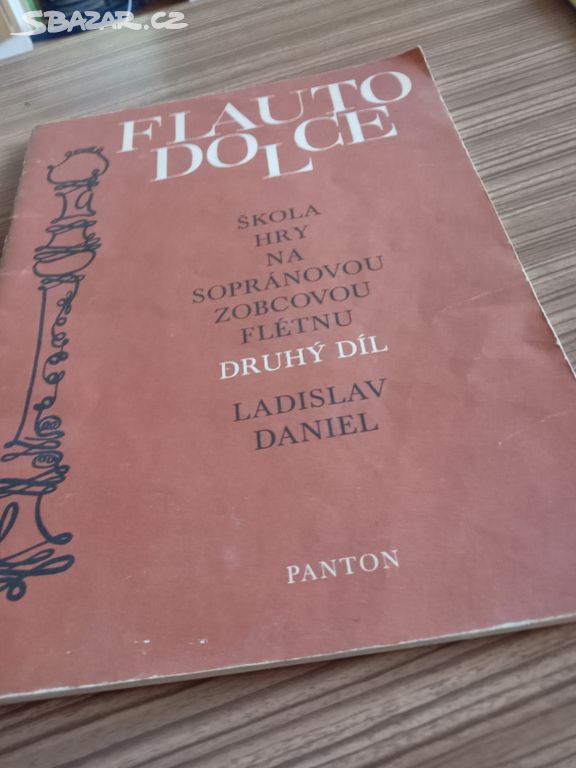 SBAZAR.CZ
FLAUTO
DOLCE
ŠKOLA
HRY
NA
SOPRÁNOVOU
ZOBCOVOU
FLÉTNU
DRUHÝ DÍL
LADISLAV
DANIEL
PANTON